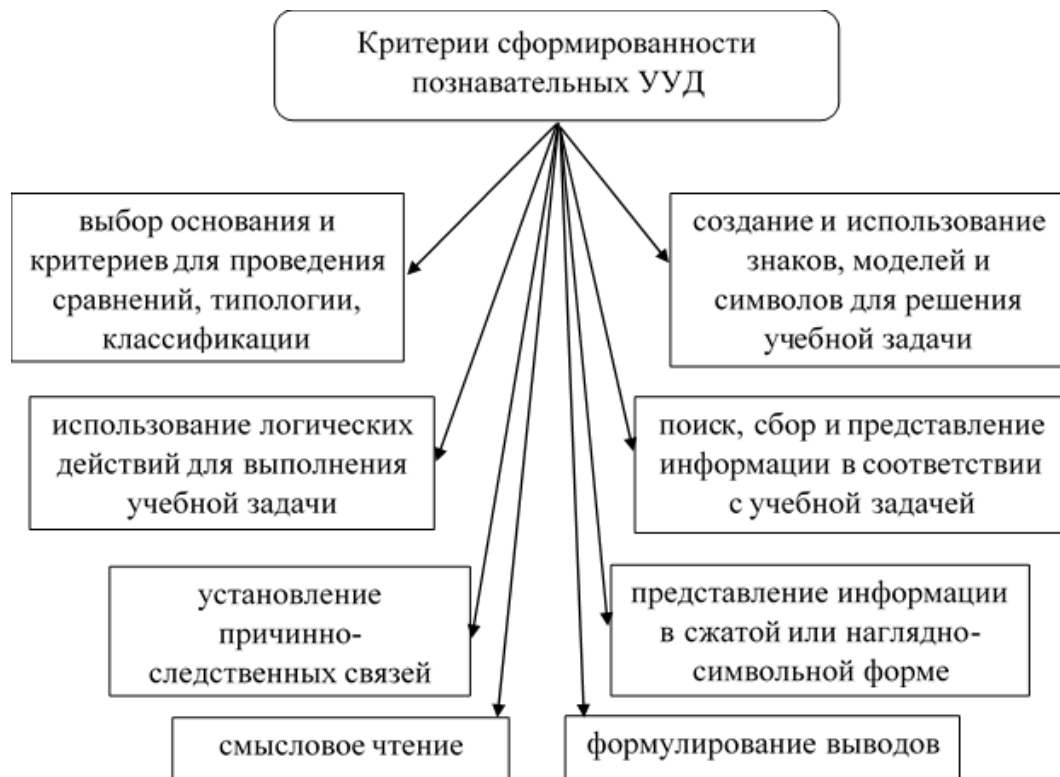 Критерии сформированности
познавательных УУД
выбор основания и
критериев для проведения
сравнений, типологии,
классификации
создание и использование
знаков, моделей и
символов для решения
учебной задачи
использование логических
действий для выполнения
учебной задачи
поиск, сбор и представление
информации в соответствии
с учебной задачей
установление
причинно-
следственных связей
представление информации
в сжатой или наглядно-
символьной форме
смысловое чтение
формулирование выводов